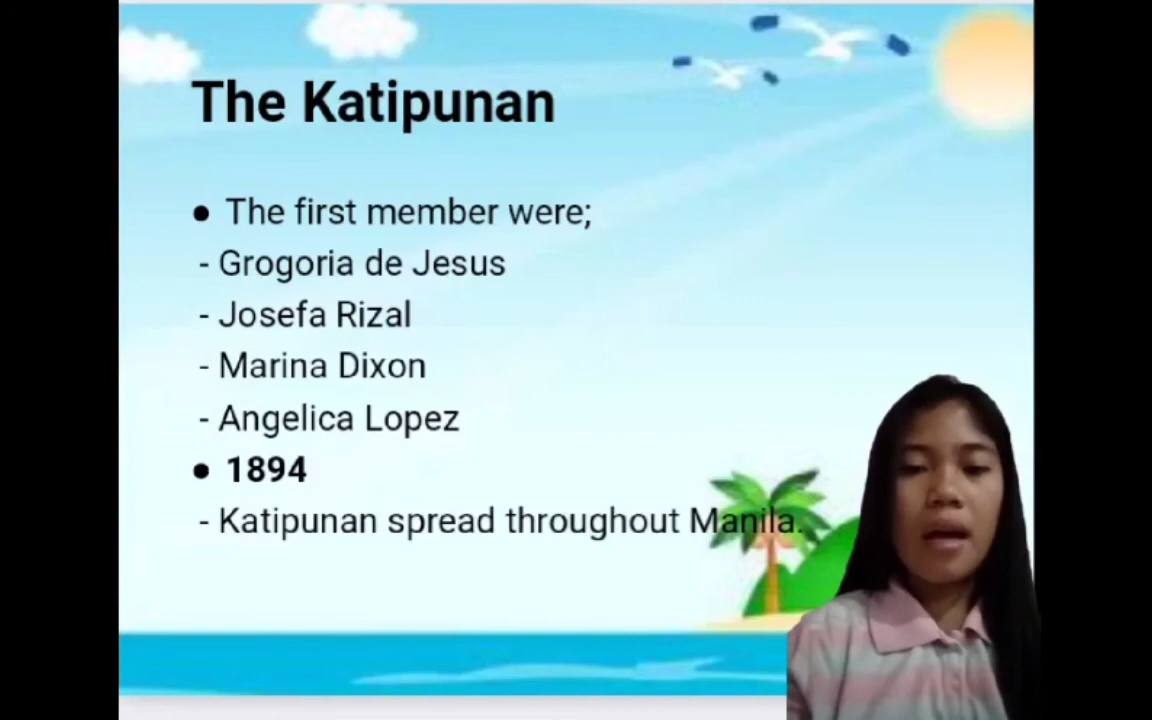 The Katipunan
● The first member were;
- Grogoria de Jesus
- Josefa Rizal
- Marina Dixon
- Angelica Lopez
● 1894
- Katipunan spread throughout Manila.